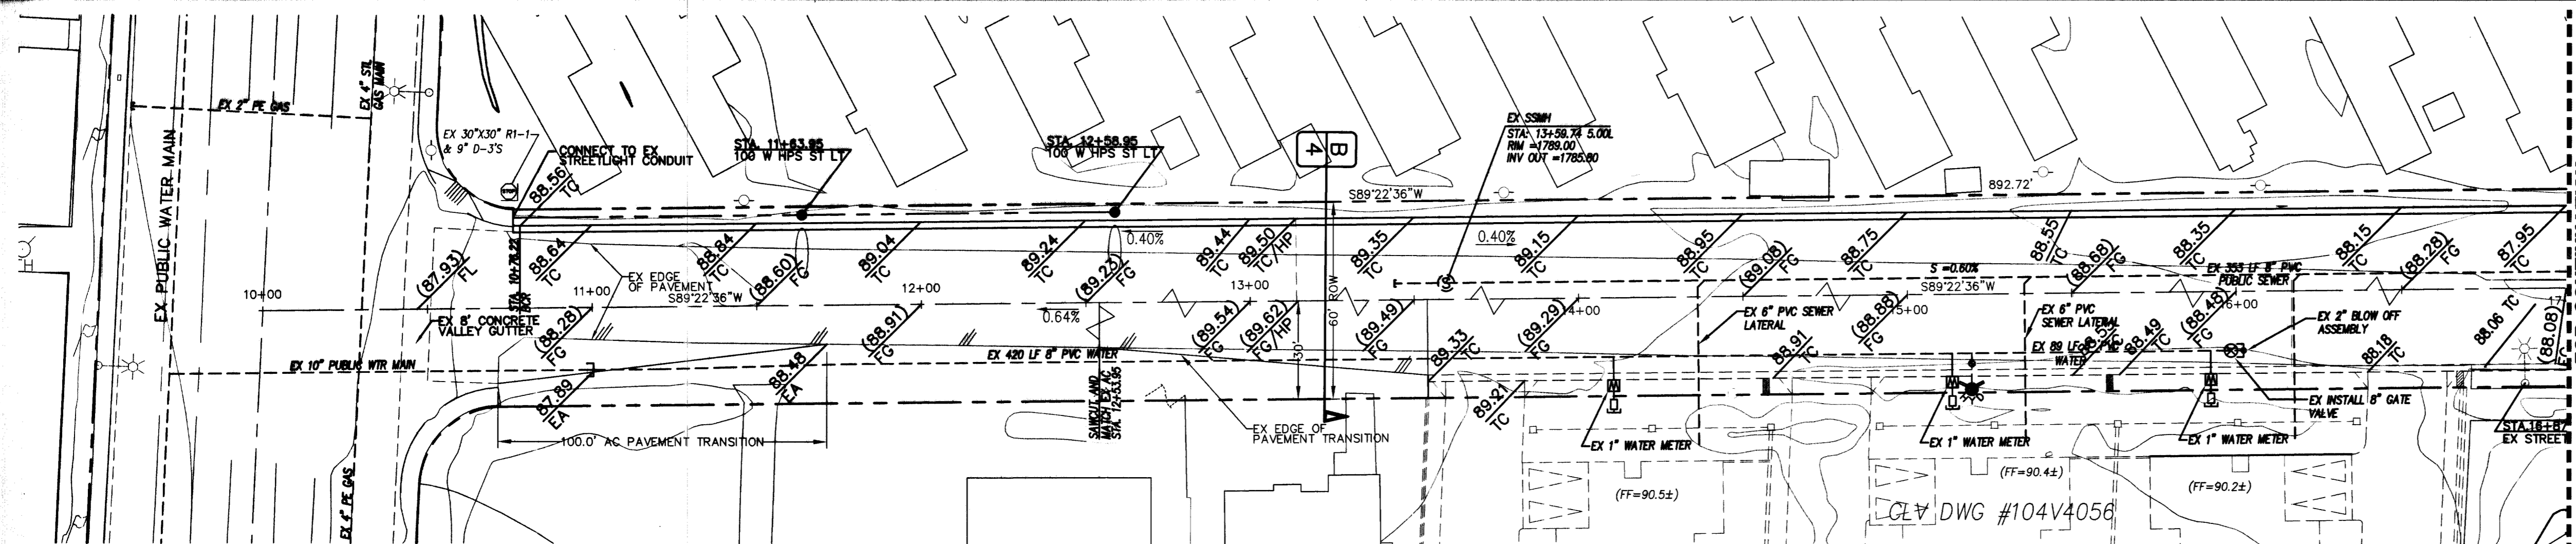 EX PUBLIC WATER MAIN
EX 2" PE GAS
EX 4" STL
GAS MAIN
EX 4" PE GAS
EX 10" PUBLIC WTR MAIN
EX 30"X30" R1-1
& 9" D-3'S
STOP
CONNECT TO EX
STREETLIGHT CONDUIT
88.56
TC
STA. 11+63.95
100 W HPS ST LT
STA. 12+58.95
100 W HPS ST LT
B
4
EX SSMH
STA: 13+59.74 5.00L
RIM =1789.00
INV OUT =1785.80
S89°22'36"W
892.72'
(87.93)
FL
STA. 10+78.22
BCR
88.64
TC
EX EDGE
OF PAVEMENT
88.84
TC
(88.60)
FG
89.04
TC
89.24
TC
0.40%
(89.23)
FG
89.44
TC
89.50
TC/HP
60' ROW
30'
89.35
TC
0.40%
89.15
TC
88.95
TC
(89.08)
FG
88.75
TC
88.55
TC
(88.68)
FG
88.35
TC
88.15
TC
(88.28)
FG
87.95
TC
10+00
11+00
S89°22'36"W
12+00
13+00
14+00
15+00
16+00
17
S =0.60%
S89°22'36"W
EX 353 LF 8" PVC
PUBLIC SEWER
EX 8' CONCRETE
VALLEY GUTTER
(88.28)
FG
(88.91)
FG
0.64%
(89.54)
FG
(89.62)
FG/HP
(89.49)
FG
89.33
TC
(89.29)
FG
EX 6" PVC SEWER
LATERAL
88.91
TC
(88.88)
FG
EX 6" PVC
SEWER LATERAL
EX 89 LF
WATER
TC
88.49
TC
(88.48)
FG
EX 2" BLOW OFF
ASSEMBLY
88.18
TC
88.06 TC
(88.08)
87.89
EA
88.48
EA
EX 420 LF 8" PVC WATER
SAWCUT AND
MATCH EX AC
STA. 12+53.95
89.21
TC
100.0' AC PAVEMENT TRANSITION
EX EDGE OF
PAVEMENT TRANSITION
EX 1" WATER METER
EX 1" WATER METER
EX 1" WATER METER
EX INSTALL 8" GATE
VALVE
STA.16+87
EX STREET
(FF=90.5±)
(FF=90.4±)
(FF=90.2±)
CLV DWG #104V4056